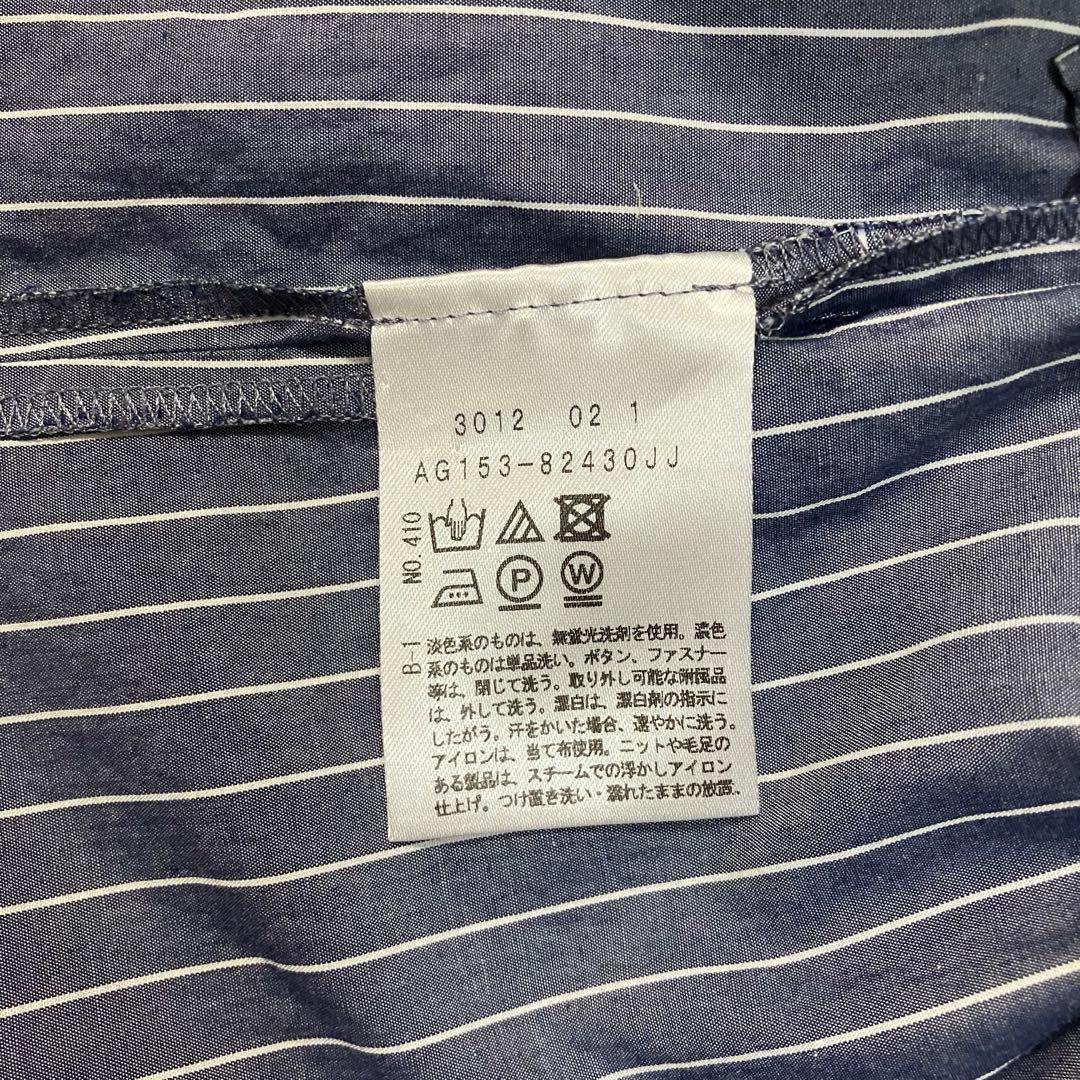 3012 02 1
AG153-82430JJ
NO.410
P W
B-1
淡色系のものは、無蛍光洗剤を使用。濃色
系のものは単品洗い。ボタン、ファスナー
等は、閉じて洗う。取り外し可能な附属品
は、外して洗う。漂白は、漂白剤の指示に
したがう。汗をかいた場合、速やかに洗う。
アイロンは、当て布使用。ニットや毛足の
ある製品は、スチームでの浮かしアイロン
仕上げ。つけ置き洗い・濡れたままの放置、